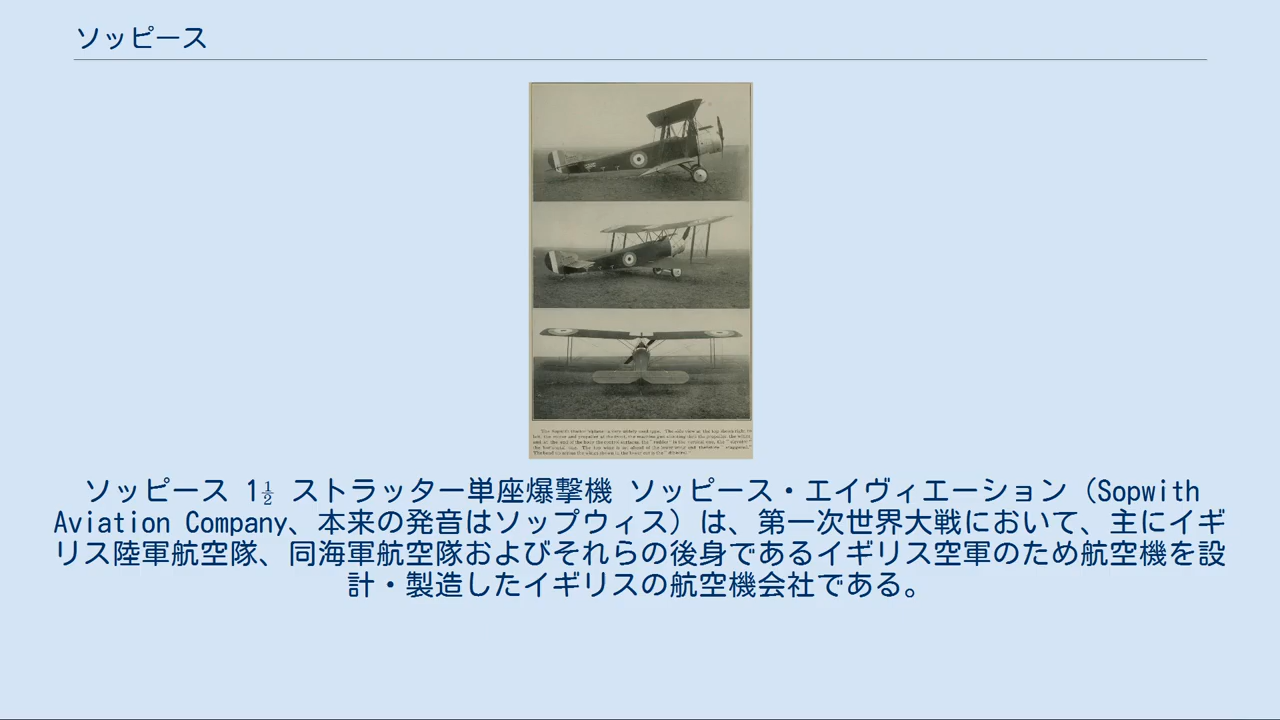 ソッピース
ソッピース 1½ ストラッター単座爆撃機 ソッピース・エイヴィエーション（Sopwith
Aviation Company、本来の発音はソップウィス）は、第一次世界大戦において、主にイギ
リス陸軍航空隊、同海軍航空隊およびそれらの後身であるイギリス空軍のため航空機を設
計・製造したイギリスの航空機会社である。